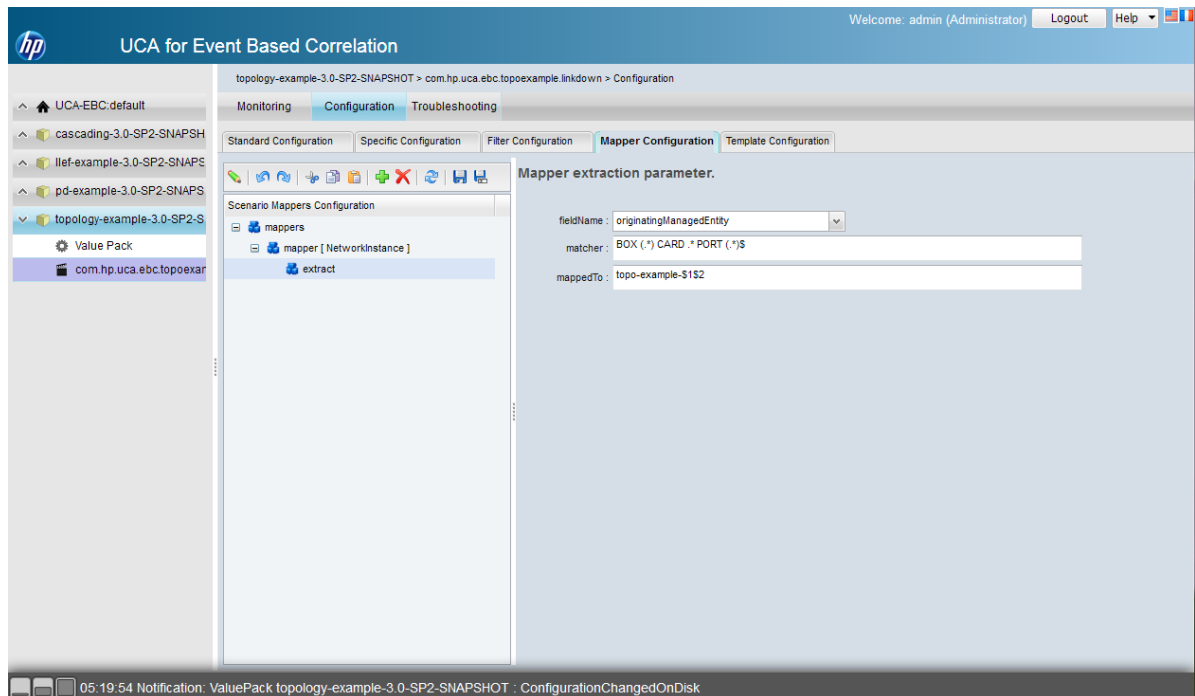 Welcome: admin (Administrator) Logout Help
hp UCA for Event Based Correlation
topology-example-3.0-SP2-SNAPSHOT > com.hp.uca.ebc.topoexample.linkdown > Configuration
UCA-EBC:default
Monitoring Configuration Troubleshooting
cascading-3.0-SP2-SNAPSH
Standard Configuration Specific Configuration Filter Configuration Mapper Configuration Template Configuration
llef-example-3.0-SP2-SNAPS
Mapper extraction parameter.
pd-example-3.0-SP2-SNAPS
Scenario Mappers Configuration
topology-example-3.0-SP2-S
fieldName : originatingManagedEntity
mappers
Value Pack
mapper [ NetworkInstance ]
matcher : BOX (.*) CARD .* PORT (.*)$
com.hp.uca.ebc.topoexar
extract
mappedTo : topo-example-$1$2
05:19:54 Notification: ValuePack topology-example-3.0-SP2-SNAPSHOT : ConfigurationChangedOnDisk